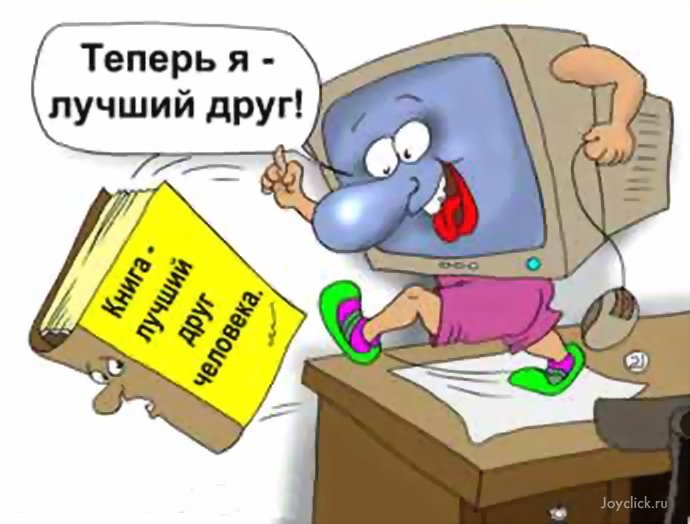 Теперь я -
лучший друг!
Книга -
лучший
друг
человека.
Joyclick.ru